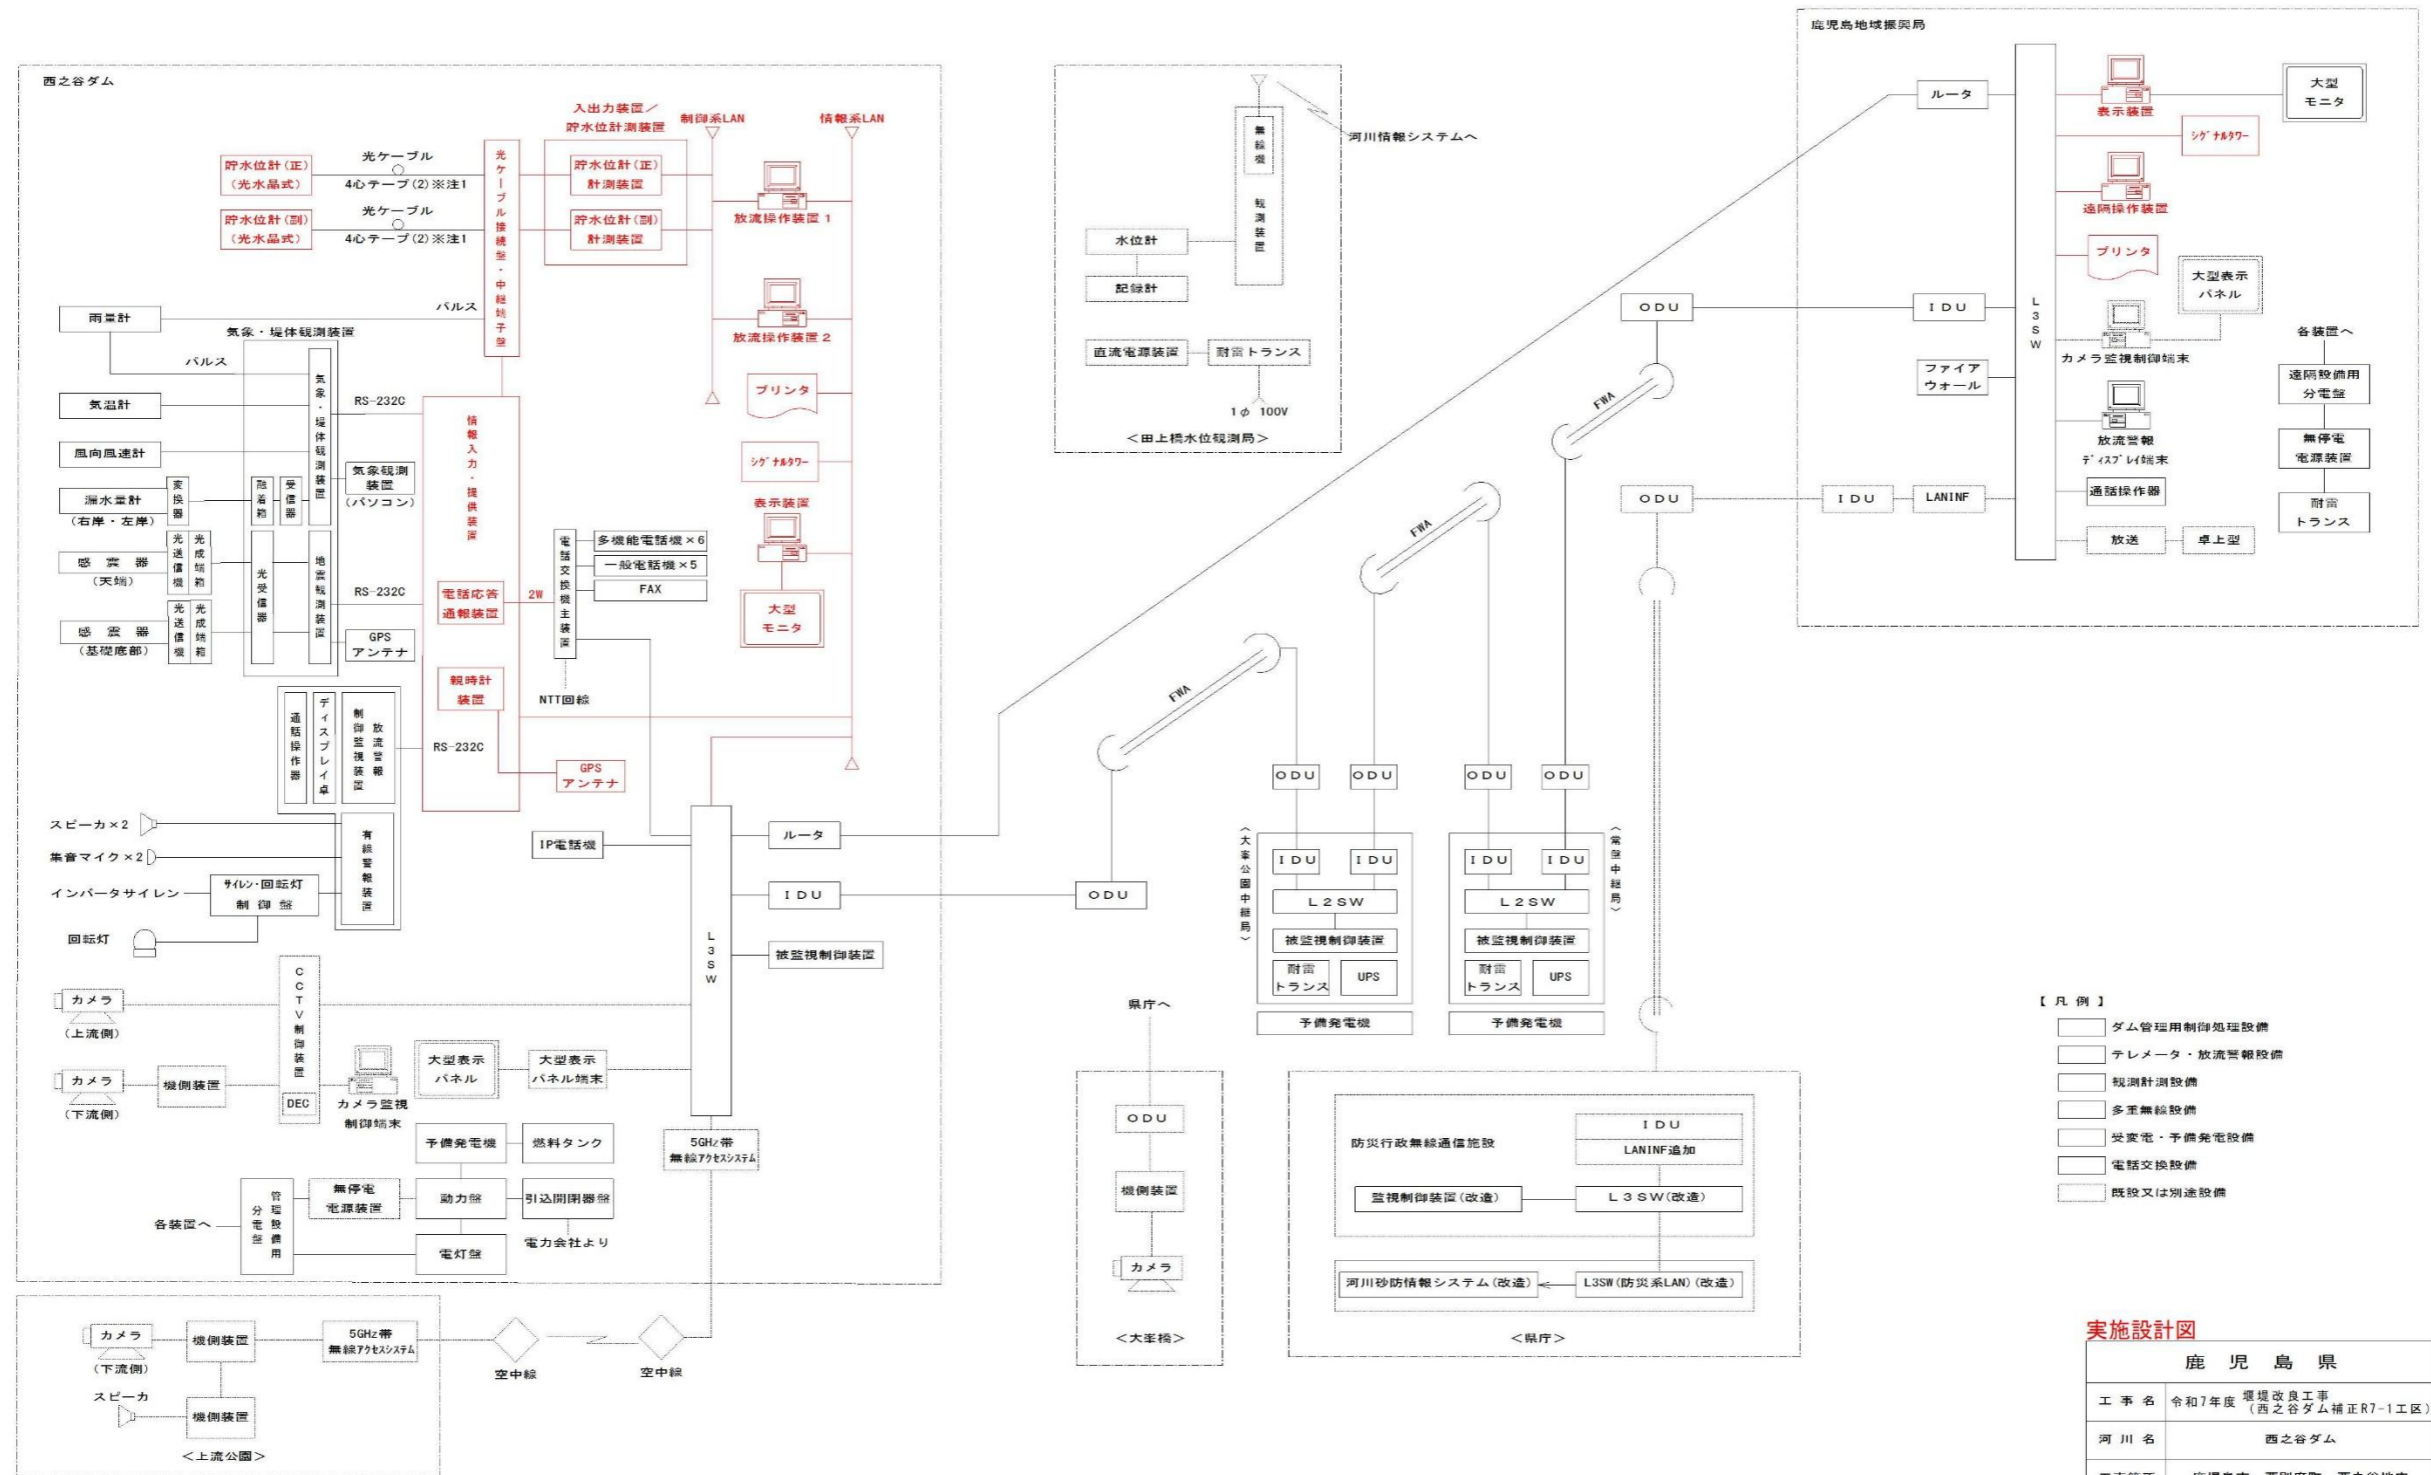 西之谷ダム
入出力装置／
貯水位計測装置
制御系LAN
情報系LAN
貯水位計(正)
(光水晶式)
光ケーブル
4心テープ(2)※注1
貯水位計(副)
(光水晶式)
光ケーブル
4心テープ(2)※注1
光ケーブル接続盤・中継端子盤
貯水位計(正)
計測装置
貯水位計(副)
計測装置
放流操作装置1
放流操作装置2
プリンタ
シグナルタワー
表示装置
大型
モニタ
雨量計
パルス
パルス
気象・堤体観測装置
気温計
風向風速計
漏水量計
(右岸・左岸)
変換器
融着箱
受信器
気象・堤体観測装置
RS-232C
気象観測
装置
(パソコン)
感震器
(天端)
光送信機
光成端箱
感震器
(基礎底部)
光送信機
光成端箱
光受信器
地震観測装置
RS-232C
GPS
アンテナ
情報入力・提供装置
電話応答
通報装置
2W
親時計
装置
GPS
アンテナ
電話交換機主装置
多機能電話機×6
一般電話機×5
FAX
NTT回線
通話操作器
ディスプレイ卓
放流警報
制御監視装置
RS-232C
スピーカ×2
集音マイク×2
インバータサイレン
サイレン・回転灯
制御盤
回転灯
有線警報装置
IP電話機
L3SW
ルータ
IDU
被監視制御装置
カメラ
(上流側)
カメラ
(下流側)
機側装置
CCTV制御装置
DEC
カメラ監視
制御端末
大型表示
パネル
大型表示
パネル端末
予備発電機
燃料タンク
動力盤
引込開閉器盤
電力会社より
電灯盤
無停電
電源装置
管理設備用
分電盤
各装置へ
5GHz帯
無線アクセスシステム
カメラ
(下流側)
機側装置
5GHz帯
無線アクセスシステム
空中線
空中線
スピーカ
機側装置
＜上流公園＞
無線機
観測装置
河川情報システムへ
水位計
記録計
直流電源装置
耐雷トランス
1φ 100V
＜田上橋水位観測局＞
ODU
FWA
FWA
FWA
ODU
ODU
ODU
ODU
ODU
ODU
〈大峯公園中継局〉
IDU
IDU
L2SW
被監視制御装置
耐雷
トランス
UPS
予備発電機
〈常盤中継局〉
IDU
IDU
L2SW
被監視制御装置
耐雷
トランス
UPS
予備発電機
県庁へ
ODU
機側装置
カメラ
＜大峯橋＞
防災行政無線通信施設
IDU
LANINF追加
監視制御装置(改造)
L3SW(改造)
河川砂防情報システム(改造)
L3SW(防災系LAN)(改造)
＜県庁＞
鹿児島地域振興局
ルータ
IDU
ファイア
ウォール
IDU
LANINF
L3SW
表示装置
大型
モニタ
シグナルタワー
遠隔操作装置
プリンタ
大型表示
パネル
カメラ監視制御端末
放流警報
ディスプレイ端末
通話操作器
放送
卓上型
各装置へ
遠隔設備用
分電盤
無停電
電源装置
耐雷
トランス
【凡例】
ダム管理用制御処理設備
テレメータ・放流警報設備
観測計測設備
多重無線設備
受変電・予備発電設備
電話交換設備
既設又は別途設備
実施設計図
鹿児島県
工事名 令和7年度 堰堤改良工事
(西之谷ダム補正R7-1工区)
河川名 西之谷ダム